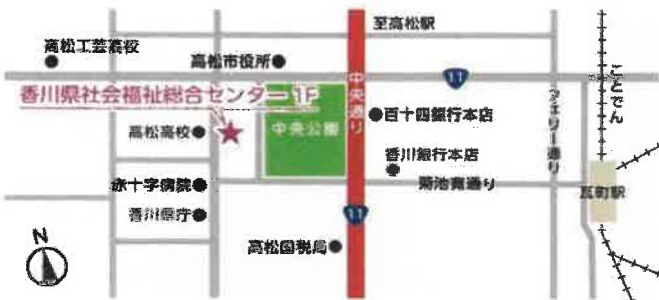 至高松駅
高松工芸高校
高松市役所
11
香川県社会福祉総合センター 1F
中央通り
ことでん
フェリー通り
百十四銀行本店
中央公園
高松高校
香川銀行本店
赤十字病院
菊池寛通り
瓦町駅
香川県庁
11
高松国税局
N